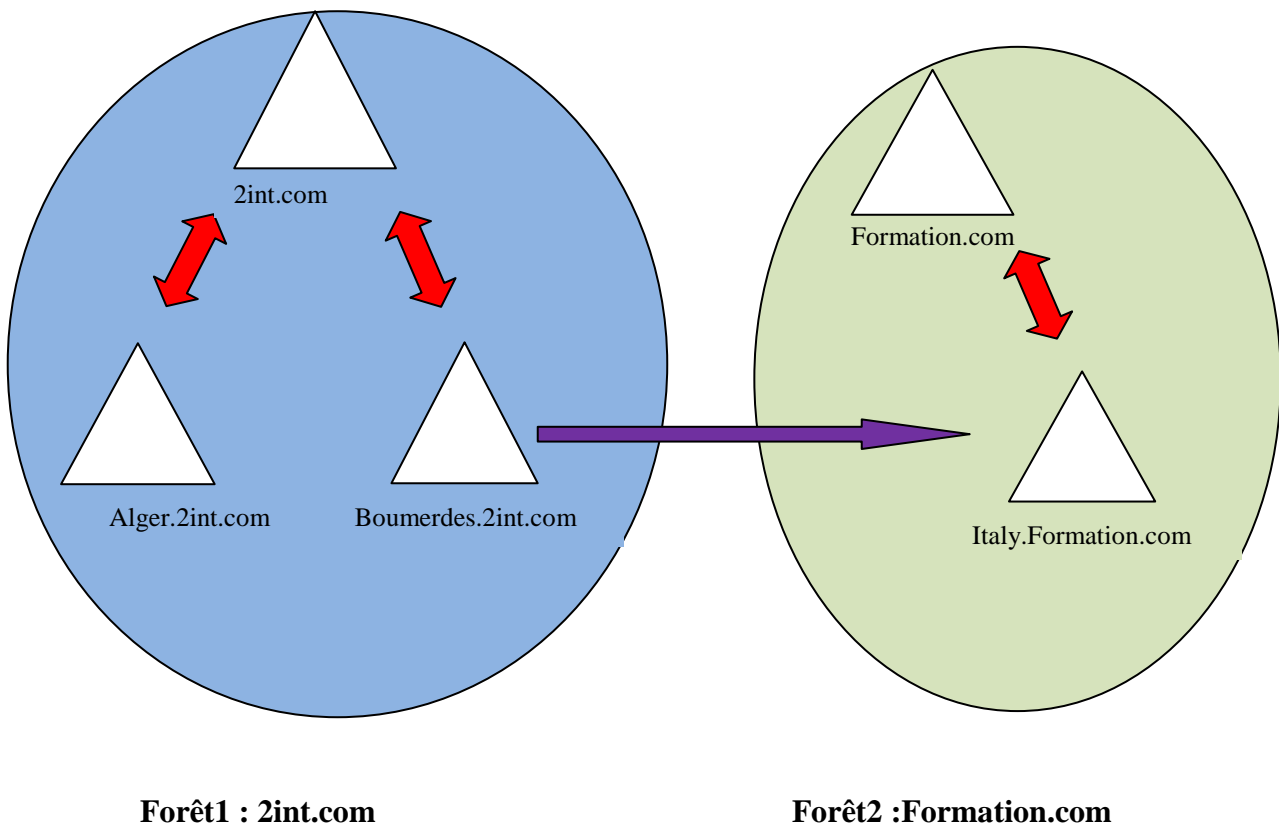 2int.com
Formation.com
Alger.2int.com
Boumerdes.2int.com
Italy.Formation.com
Forêt1 : 2int.com
Forêt2 :Formation.com